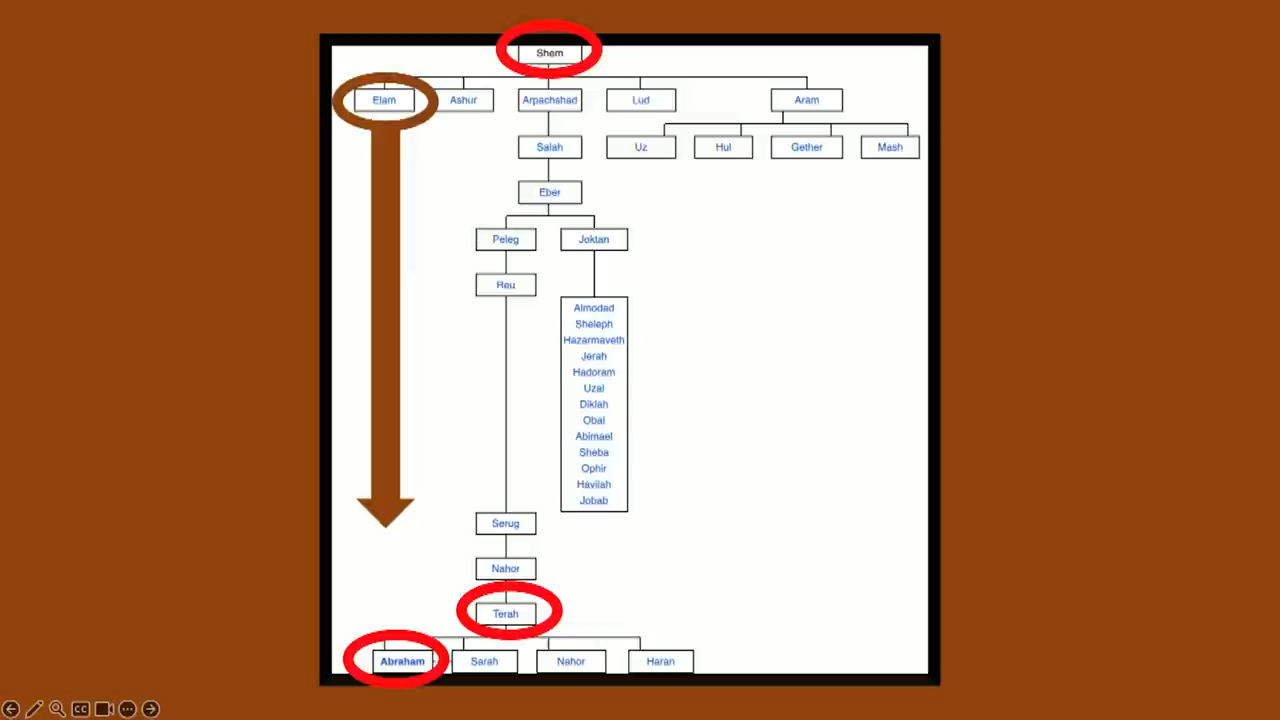 Shem
Elam Ashur Arpachshad Lud Aram
Salah Uz Hul Gether Mash
Eber
Peleg Joktan
Reu
Almodad
Sheleph
Hazarmaveth
Jerah
Hadoram
Uzal
Diklah
Obal
Abimael
Sheba
Ophir
Havilah
Jobab
Serug
Nahor
Terah
Abraham Sarah Nahor Haran
CC